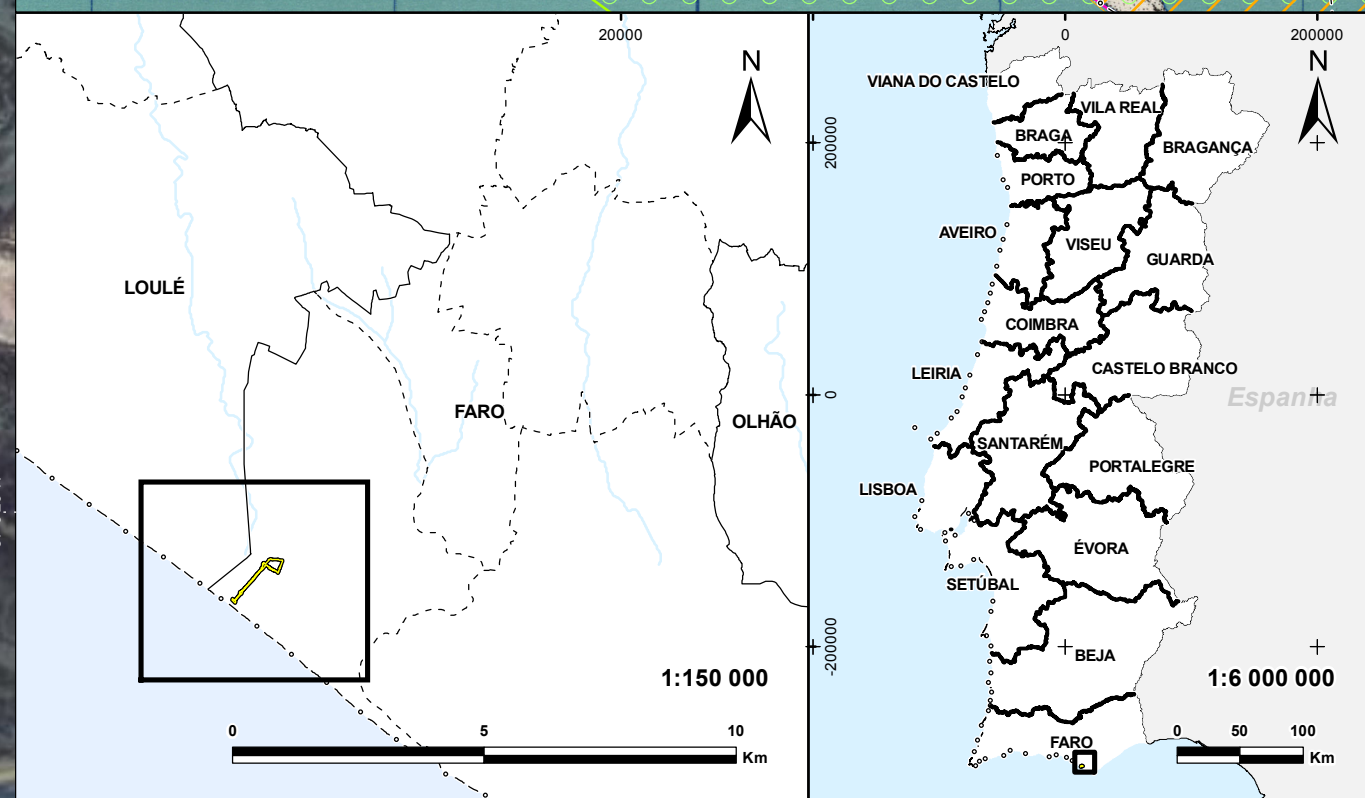 20000
N
LOULÉ
FARO
OLHÃO
1:150 000
0 5 10
Km
0 200000
N
VIANA DO CASTELO
VILA REAL
BRAGA
BRAGANÇA
PORTO
200000
AVEIRO
VISEU
GUARDA
COIMBRA
CASTELO BRANCO
LEIRIA
0
Espanha
SANTARÉM
PORTALEGRE
LISBOA
ÉVORA
SETÚBAL
-200000
BEJA
1:6 000 000
FARO
0 50 100
Km